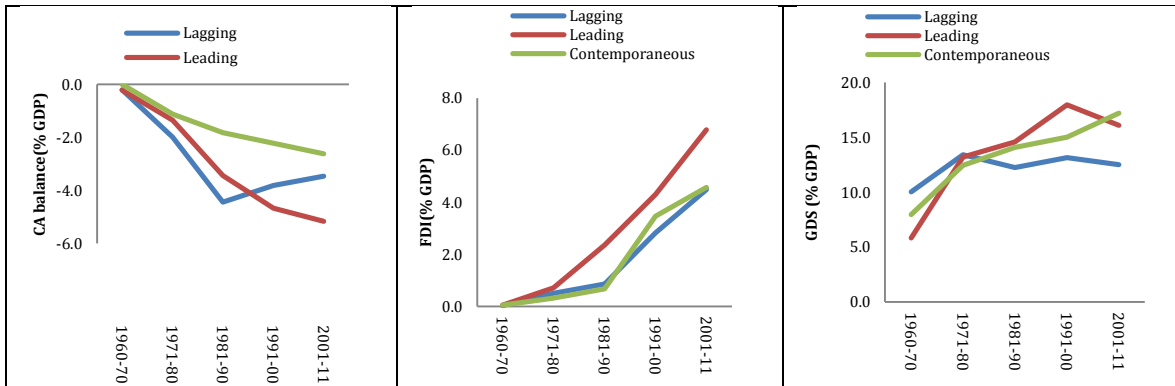 Lagging
Leading
CA balance(% GDP)
0.0
-2.0
-4.0
-6.0
1960-70
1971-80
1981-90
1991-00
2001-11
Lagging
Leading
Contemporaneous
FDI(% GDP)
8.0
6.0
4.0
2.0
0.0
1960-70
1971-80
1981-90
1991-00
2001-11
Lagging
Leading
Contemporaneous
GDS (% GDP)
20.0
15.0
10.0
5.0
0.0
1960-70
1971-80
1981-90
1991-00
2001-11